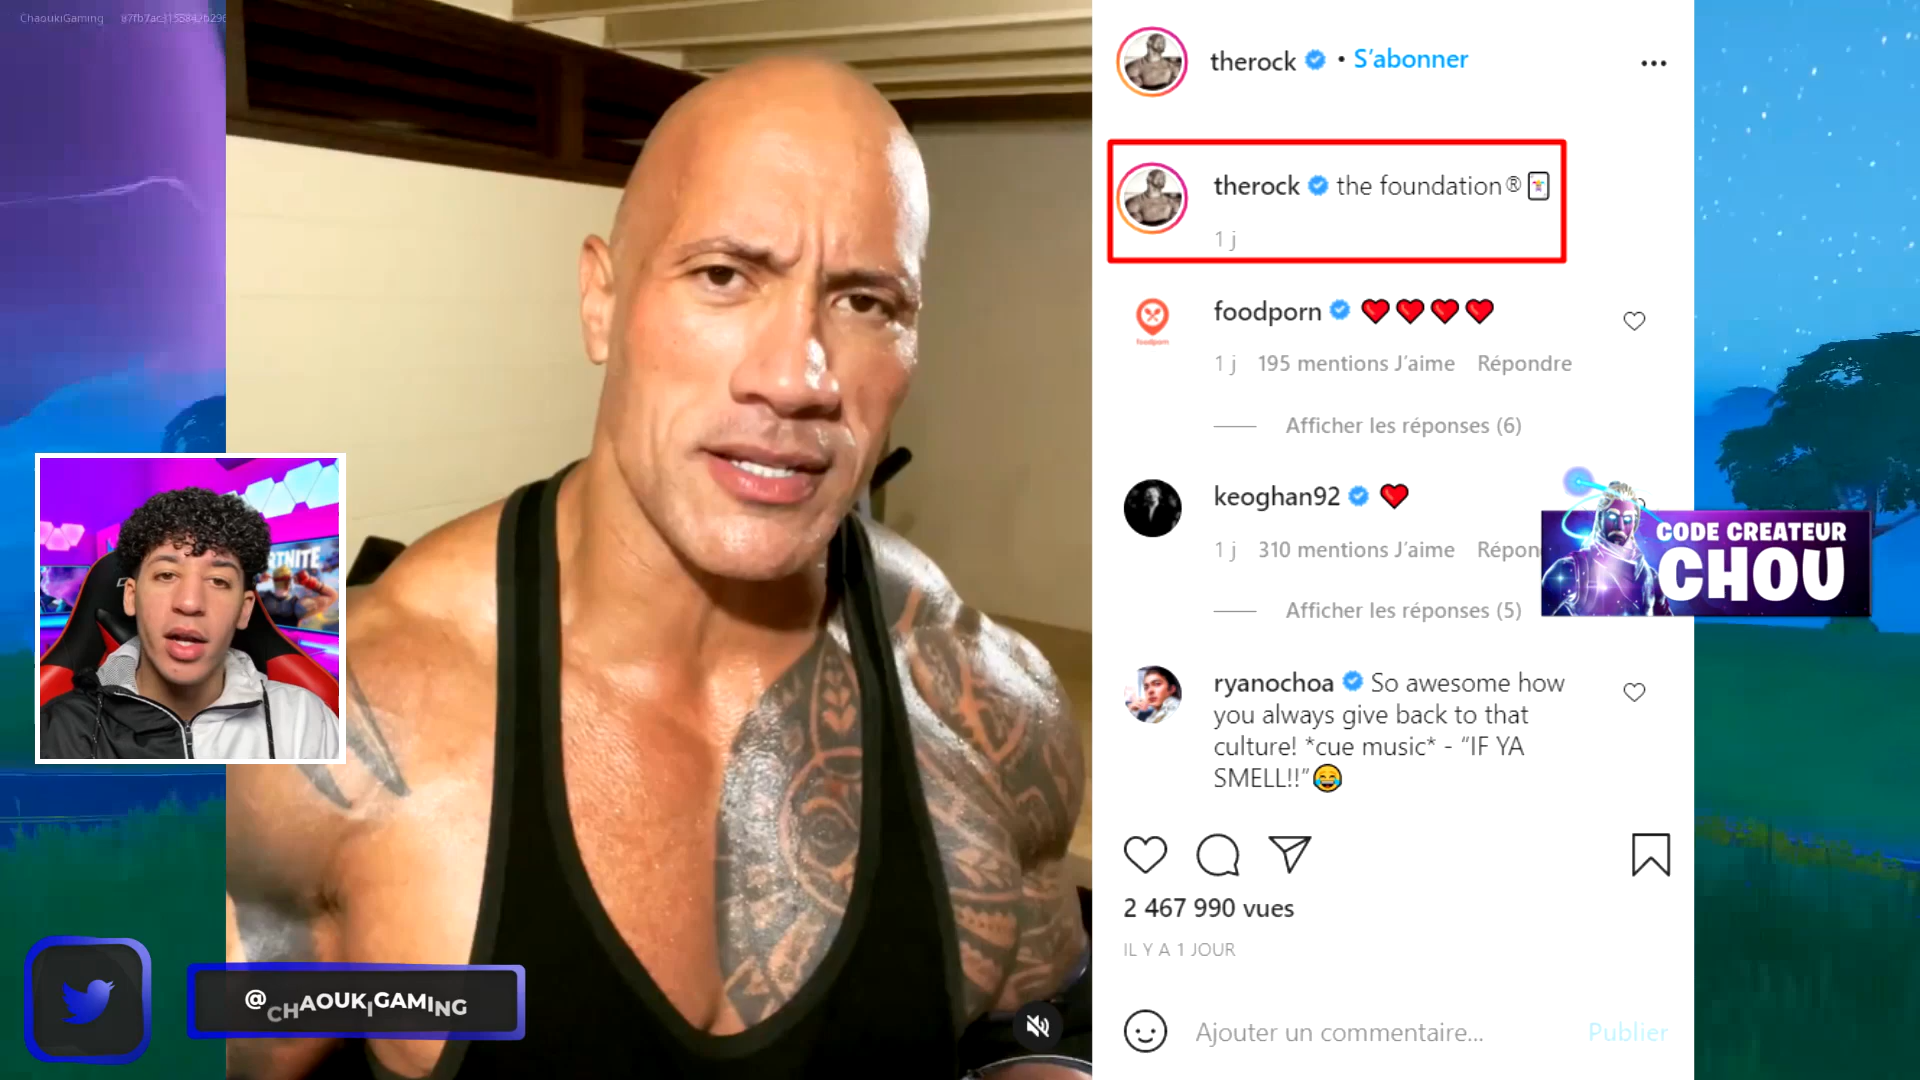 ChaoukiGaming
therock • S'abonner
therock the foundation®🃏
1 j
foodporn ❤️❤️❤️❤️
foodporn
1 j 195 mentions J'aime Répondre
Afficher les réponses (6)
keoghan92 ❤️
1 j 310 mentions J'aime Répon
Afficher les réponses (5)
CODE CREATEUR
CHOU
ryanochoa So awesome how
you always give back to that
culture! *cue music* - “IF YA
SMELL!!”😂
2 467 990 vues
IL Y A 1 JOUR
Ajouter un commentaire... Publier
RTNITE
@CHAOUKIGAMING